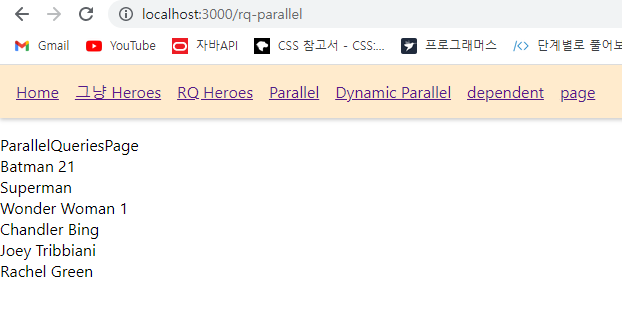 localhost:3000/rq-parallel
Gmail YouTube 자바API CSS 참고서 - CSS:... 프로그래머스 단계별로 풀어보
Home 그냥 Heroes RQ Heroes Parallel Dynamic Parallel dependent page
ParallelQueriesPage
Batman 21
Superman
Wonder Woman 1
Chandler Bing
Joey Tribbiani
Rachel Green